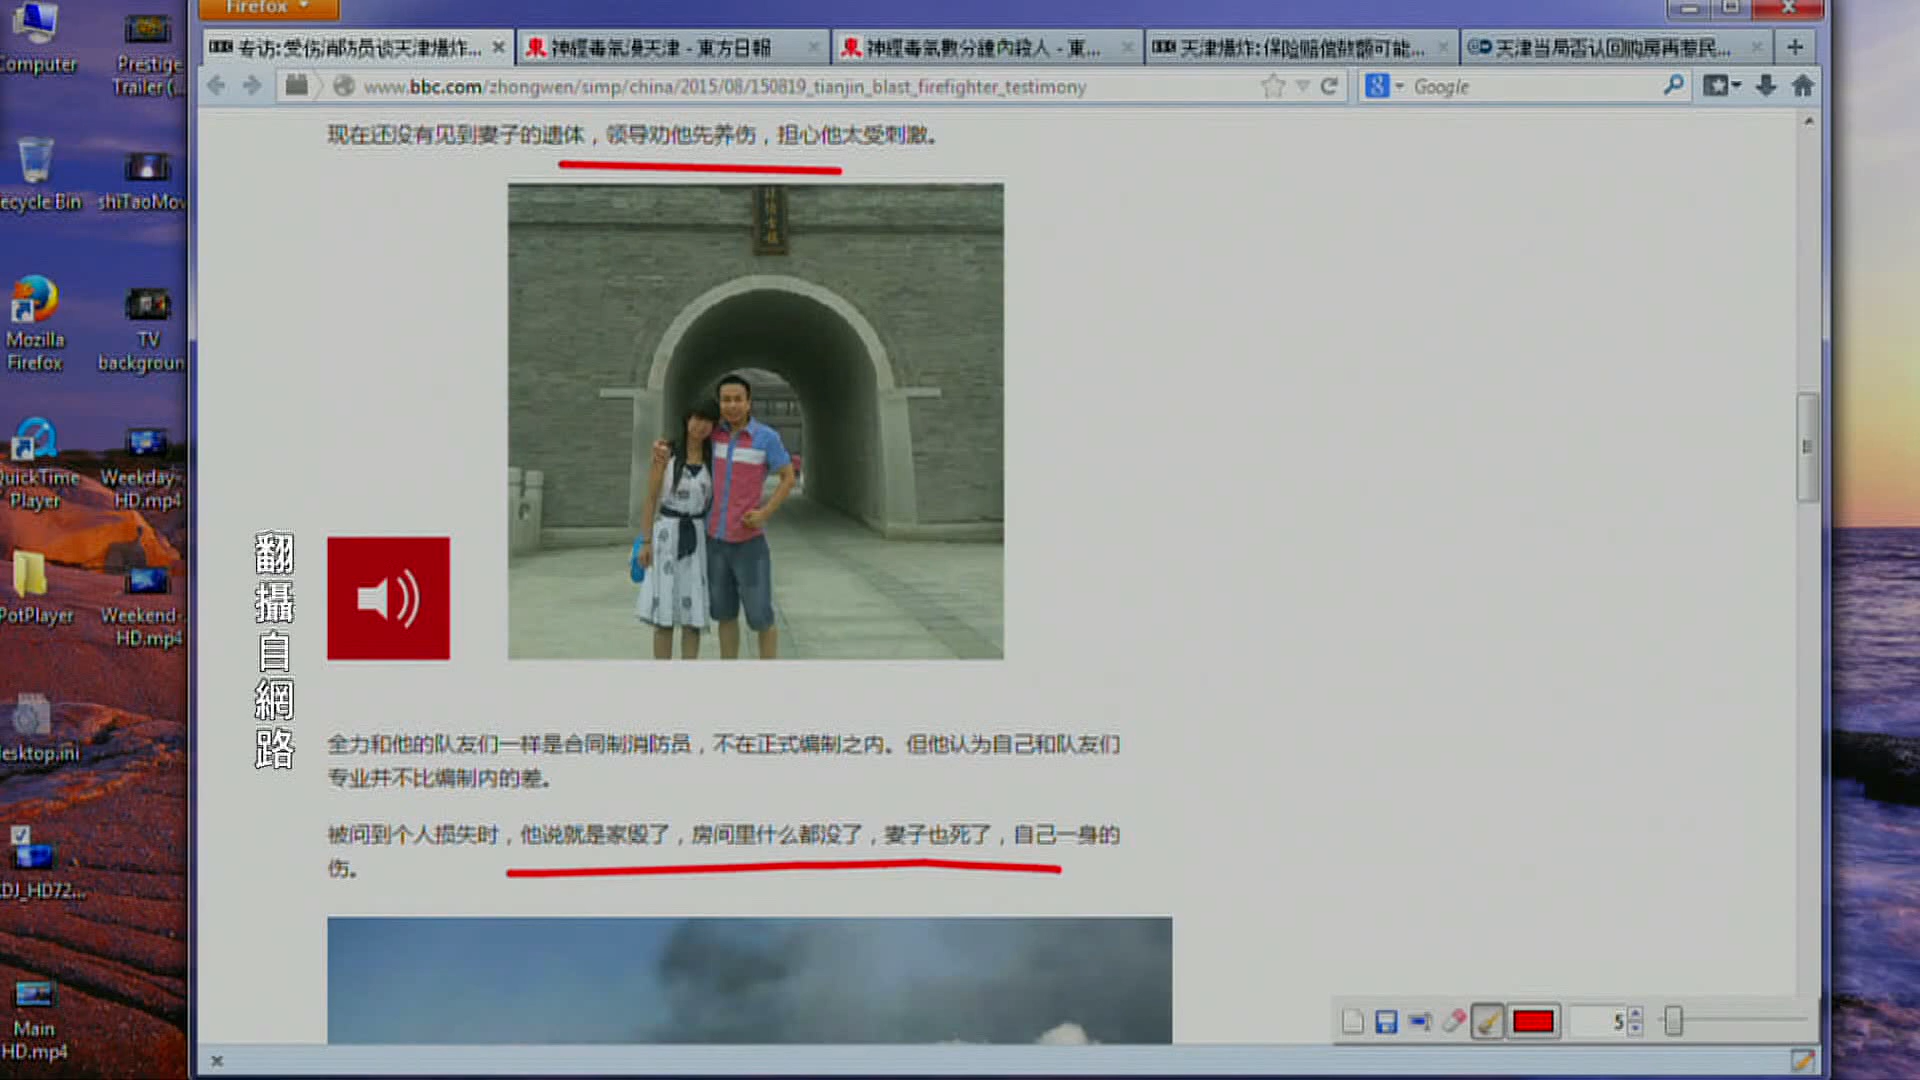 Firefox
专访:受伤消防员谈天津爆炸...
神經毒氣漫天津 - 東方日報
神經毒氣數分鐘內殺人 - 東...
天津爆炸:保险赔偿数额可能...
天津当局否认回购房再惹民...
www.bbc.com/zhongwen/simp/china/2015/08/150819_tianjin_blast_firefighter_testimony
Google
现在还没有见到妻子的遗体，领导劝他先养伤，担心他太受刺激。
全力和他的队友们一样是合同制消防员，不在正式编制之内。但他认为自己和队友们
专业并不比编制内的差。
被问到个人损失时，他说就是家毁了，房间里什么都没了，妻子也死了，自己一身的
伤。
翻攝自網路
Computer
Prestige
Trailer (...
ecycle Bin
shiTaoMov
Mozilla
Firefox
TV
backgroun
QuickTime
Player
Weekday-
HD.mp4
PotPlayer
Weekend-
HD.mp4
esktop.ini
DJ_HD72...
Main
HD.mp4
5